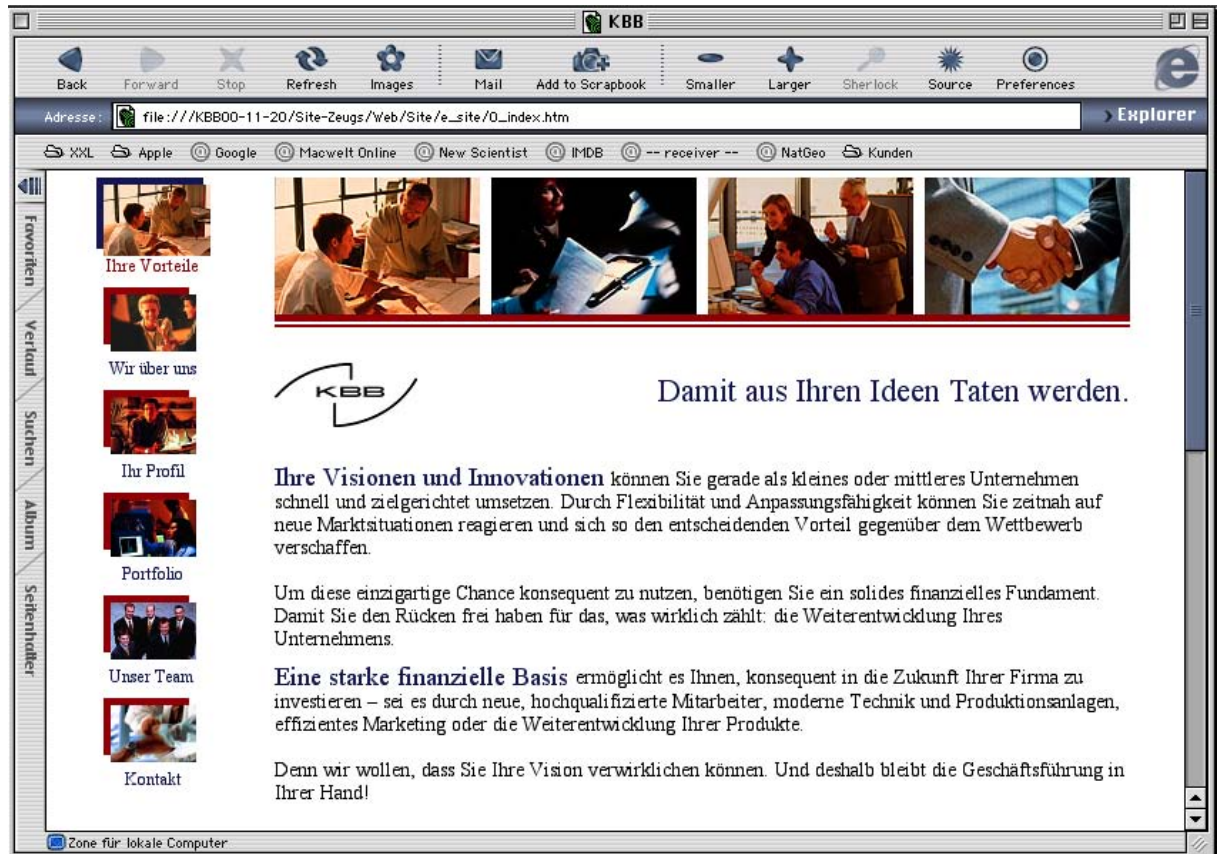 KBB
Back Forward Stop Refresh Images Mail Add to Scrapbook Smaller Larger Sherlock Source Preferences
Adresse: file:///KBB00-11-20/Site-Zeugs/Web/Site/e_site/0_index.htm Explorer
XXL Apple Google Macwelt Online New Scientist IMDB -- receiver -- NatGeo Kunden
Favoriten
Verlauf
Suchen
Album
Seitenhalter
Ihre Vorteile
Wir über uns
Ihr Profil
Portfolio
Unser Team
Kontakt
KBB
Damit aus Ihren Ideen Taten werden.
Ihre Visionen und Innovationen können Sie gerade als kleines oder mittleres Unternehmen
schnell und zielgerichtet umsetzen. Durch Flexibilität und Anpassungsfähigkeit können Sie zeitnah auf
neue Marktsituationen reagieren und sich so den entscheidenden Vorteil gegenüber dem Wettbewerb
verschaffen.
Um diese einzigartige Chance konsequent zu nutzen, benötigen Sie ein solides finanzielles Fundament.
Damit Sie den Rücken frei haben für das, was wirklich zählt: die Weiterentwicklung Ihres
Unternehmens.
Eine starke finanzielle Basis ermöglicht es Ihnen, konsequent in die Zukunft Ihrer Firma zu
investieren – sei es durch neue, hochqualifizierte Mitarbeiter, moderne Technik und Produktionsanlagen,
effizientes Marketing oder die Weiterentwicklung Ihrer Produkte.
Denn wir wollen, dass Sie Ihre Vision verwirklichen können. Und deshalb bleibt die Geschäftsführung in
Ihrer Hand!
Zone für lokale Computer